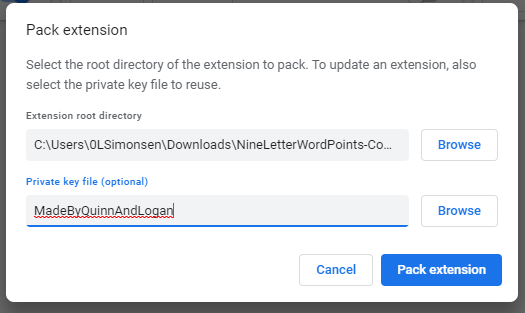 Pack extension
Select the root directory of the extension to pack. To update an extension, also
select the private key file to reuse.
Extension root directory
C:\Users\0LSimonsen\Downloads\NineLetterWordPoints-Co...
Browse
Private key file (optional)
MadeByQuinnAndLogan
Browse
Cancel
Pack extension